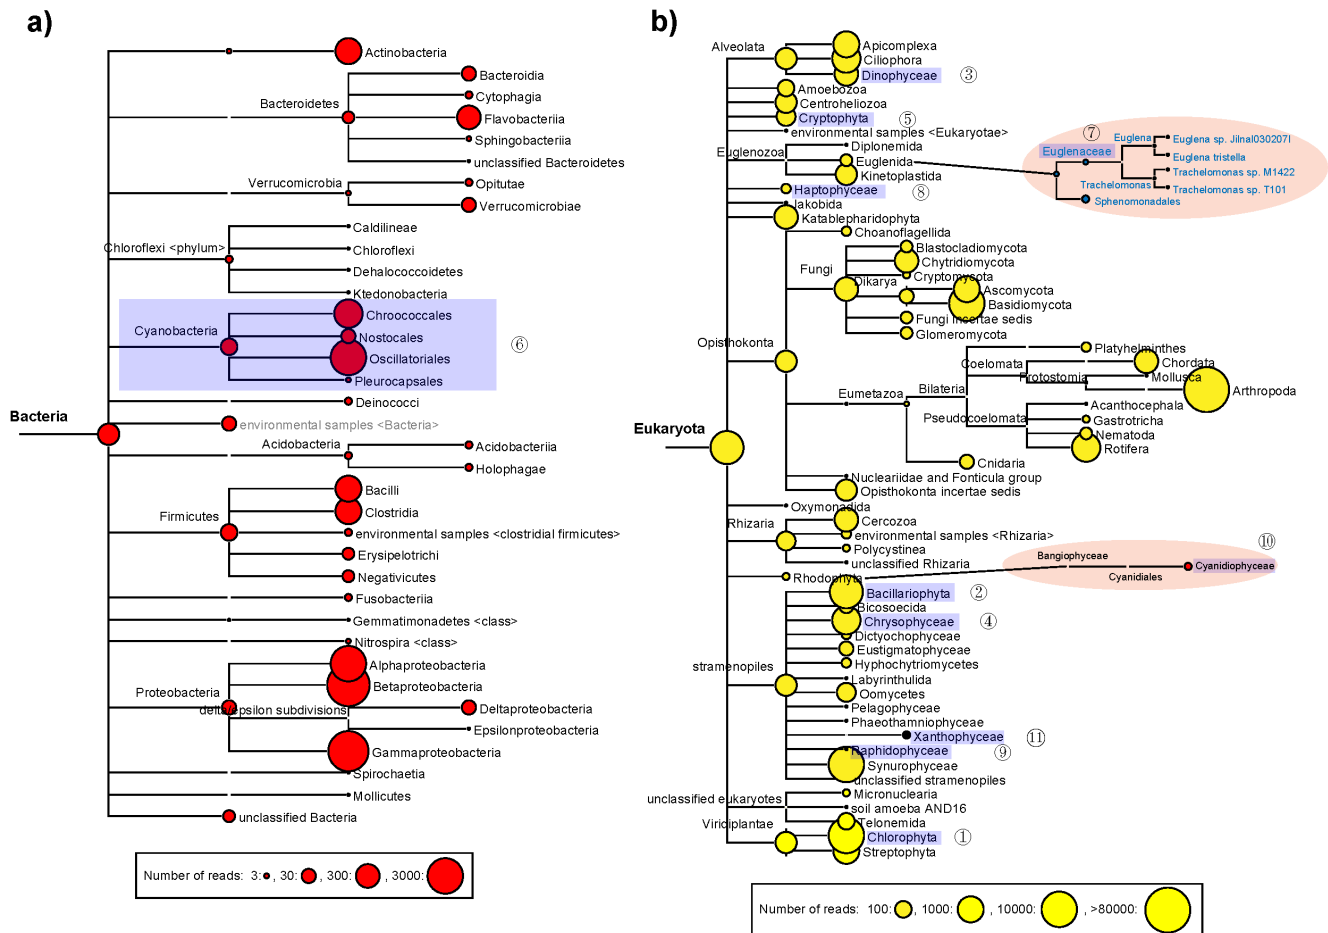 a)
Actinobacteria
Bacteroidia
Bacteroidetes
Cytophagia
Flavobacteriia
Sphingobacteriia
unclassified Bacteroidetes
Verrucomicrobia
Opitutae
Verrucomicrobiae
Caldilineae
Chloroflexi <phylum>
Chloroflexi
Dehalococcoidetes
Ktedonobacteria
Chroococcales
Cyanobacteria
Nostocales
⑥
Oscillatoriales
Pleurocapsales
Deinococci
Bacteria
environmental samples <Bacteria>
Acidobacteria
Acidobacteriia
Holophagae
Bacilli
Firmicutes
Clostridia
environmental samples <clostridial firmicutes>
Erysipelotrichi
Negativicutes
Fusobacteriia
Gemmatimonadetes <class>
Nitrospira <class>
Alphaproteobacteria
Proteobacteria
Betaproteobacteria
delta/epsilon subdivisions
Deltaproteobacteria
Epsilonproteobacteria
Gammaproteobacteria
Spirochaetia
Mollicutes
unclassified Bacteria
Number of reads: 3: , 30: , 300: , 3000:
b)
Alveolata
Apicomplexa
Ciliophora
Dinophyceae ③
Amoebozoa
Centroheliozoa
Cryptophyta ⑤
environmental samples <Eukaryotae>
Euglenozoa
Diplonemida
Euglenida
Kinetoplastida
⑦
Euglenaceae
Euglena
Euglena sp. Jilnal030207I
Euglena tristella
Trachelomonas sp. M1422
Trachelomonas
Trachelomonas sp. T101
Sphenomonadales
Haptophyceae ⑧
Jakobida
Katablepharidophyta
Choanoflagellida
Blastocladiomycota
Fungi
Chytridiomycota
Cryptomycota
Dikarya
Ascomycota
Basidiomycota
Fungi incertae sedis
Glomeromycota
Opisthokonta
Platyhelminthes
Coelomata
Chordata
Protostomia
Mollusca
Arthropoda
Eumetazoa
Bilateria
Acanthocephala
Pseudocoelomata
Gastrotricha
Nematoda
Rotifera
Eukaryota
Cnidaria
Nucleariidae and Fonticula group
Opisthokonta incertae sedis
Oxymonadida
Rhizaria
Cercozoa
environmental samples <Rhizaria>
Polycystinea
unclassified Rhizaria
Rhodophyta
⑩
Bangiophyceae
Cyanidiales
Cyanidiophyceae
Bacillariophyta ②
Bicosoecida
Chrysophyceae ④
Dictyochophyceae
Eustigmatophyceae
Hyphochytriomycetes
stramenopiles
Labyrinthulida
Oomycetes
Pelagophyceae
Phaeothamniophyceae
Xanthophyceae ⑪
Raphidophyceae ⑨
Synurophyceae
unclassified stramenopiles
Micronuclearia
unclassified eukaryotes
soil amoeba AND16
Telonemida
Viridiplantae
Chlorophyta ①
Streptophyta
Number of reads: 100: , 1000: , 10000: , >80000: